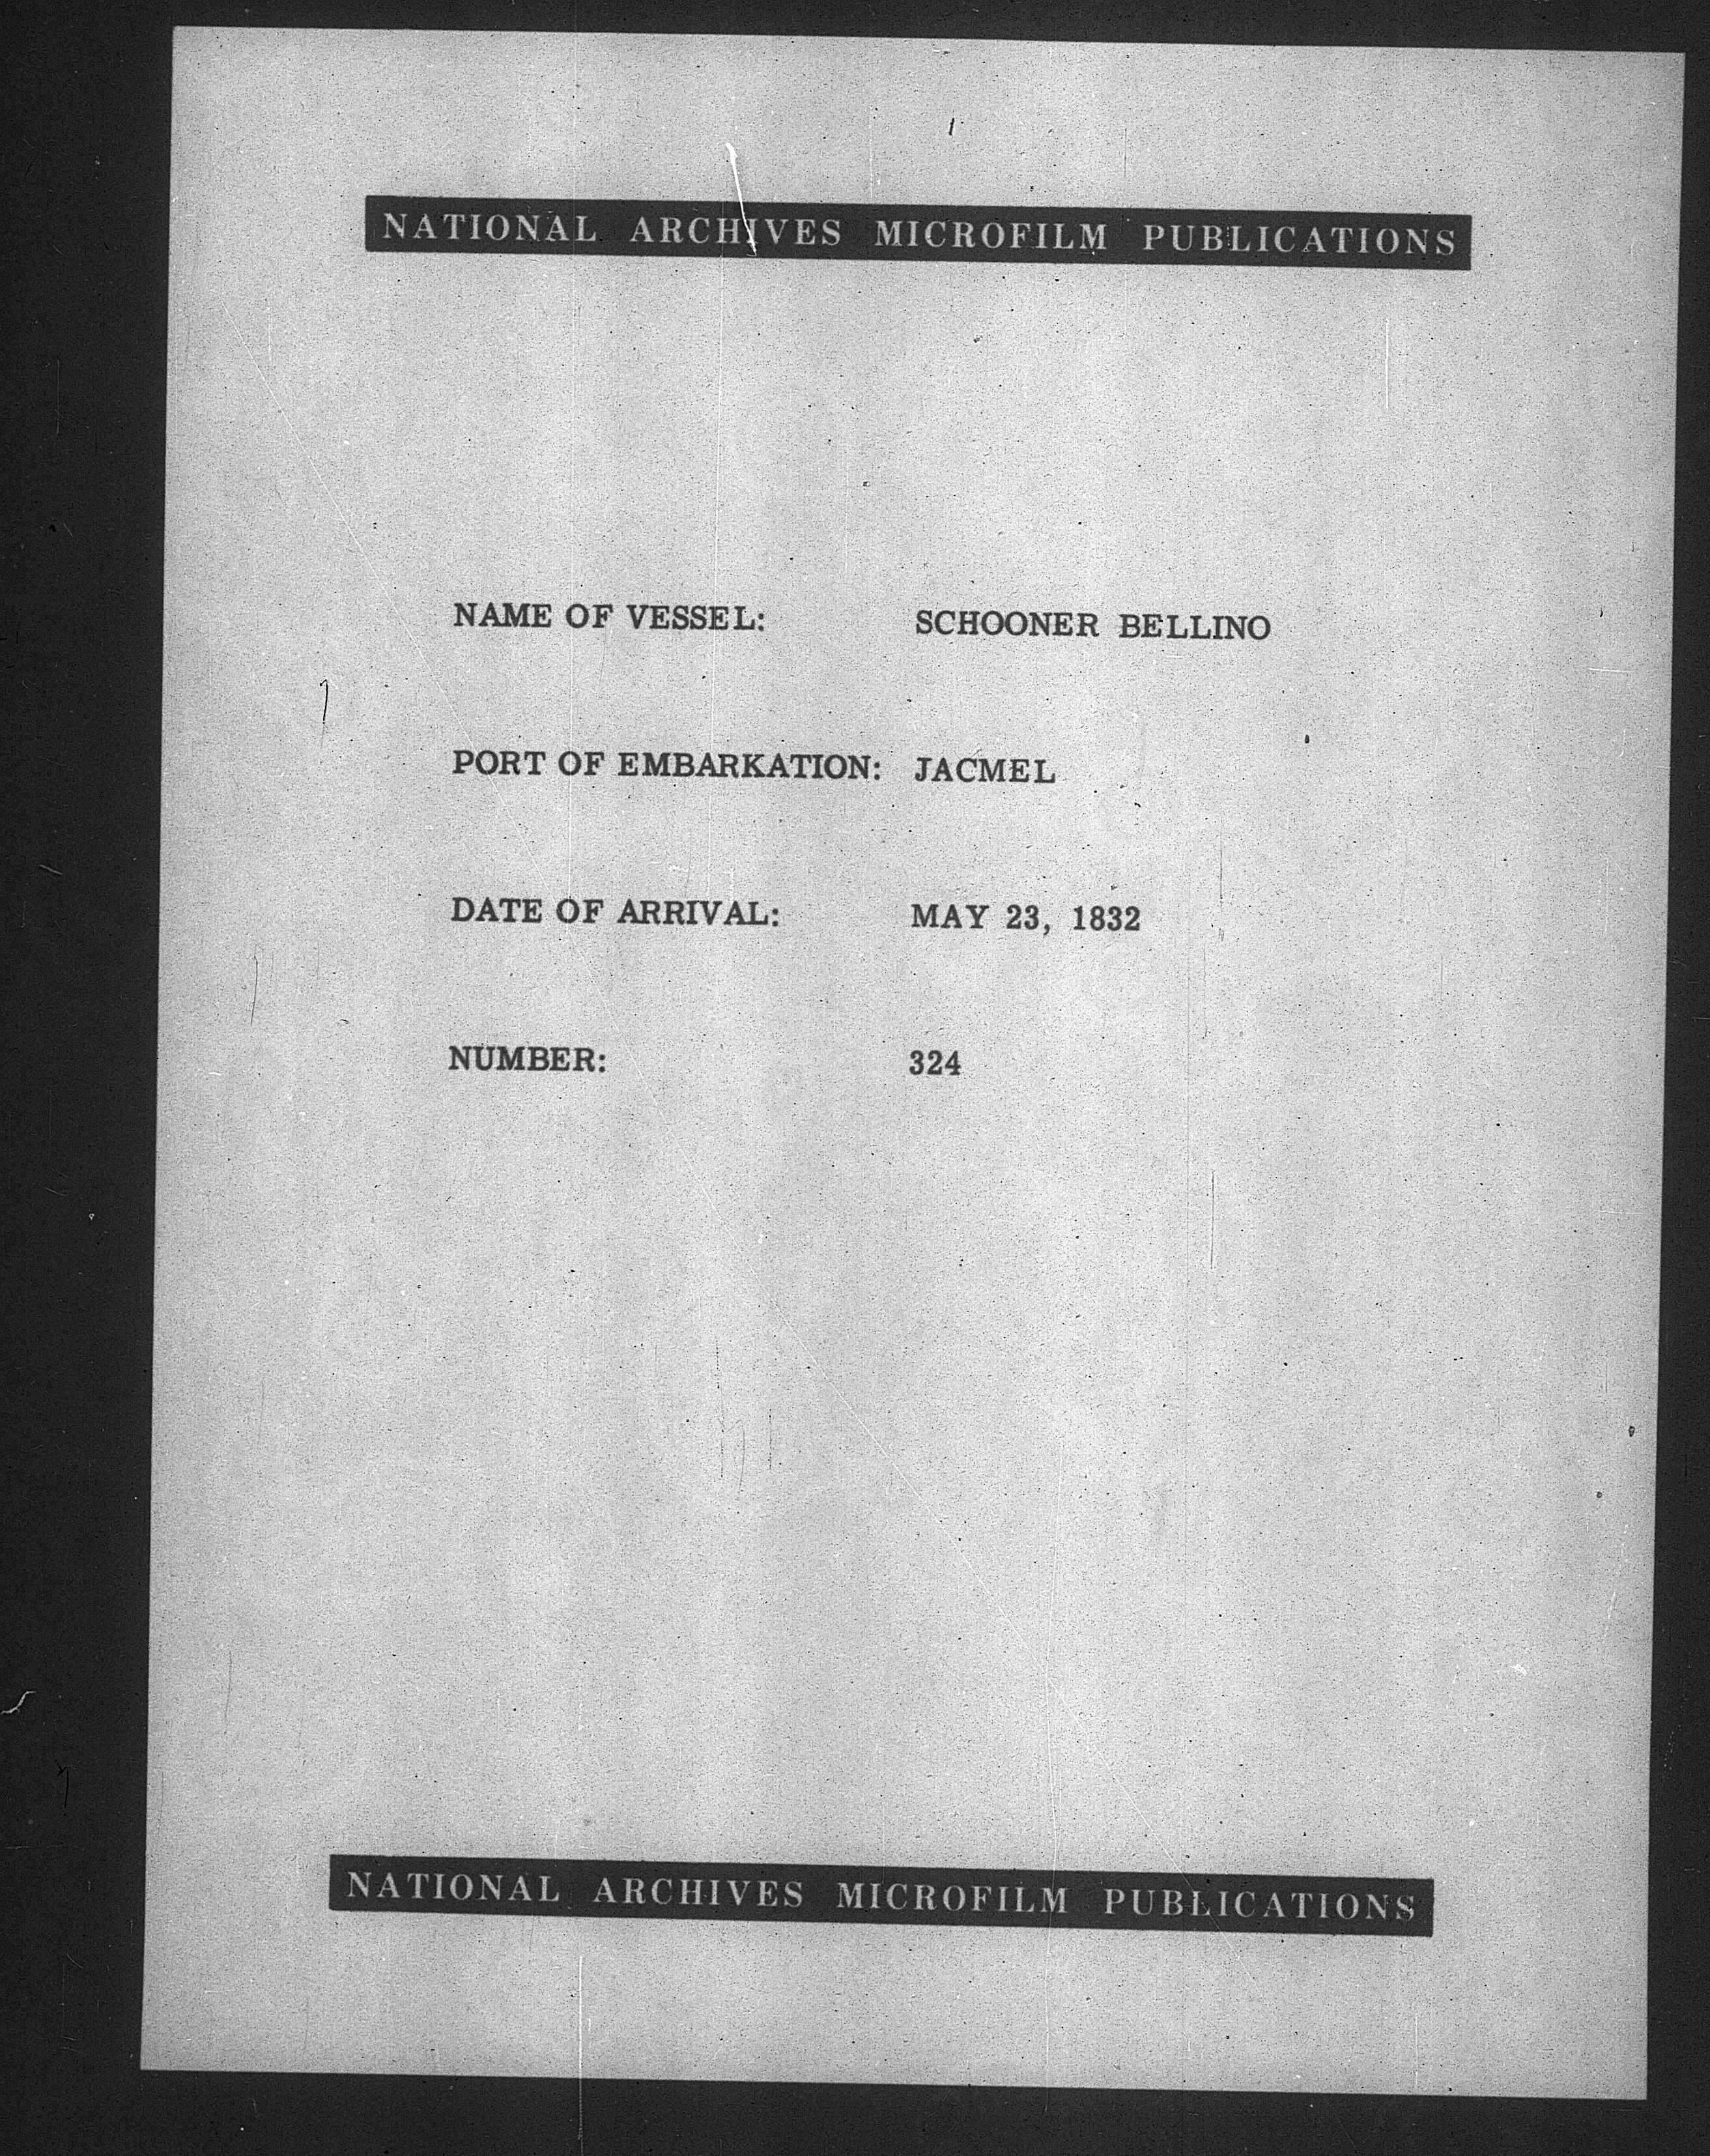 NATIONAL ARCHIVES MICROFILM PUBLICATIONS
NAME OF VESSEL: SCHOONER BELLINO
PORT OF EMBARKATION: JACMEL
DATE OF ARRIVAL: MAY 23, 1832
NUMBER: 324
NATIONAL ARCHIVES MICROFILM PUBLICATIONS